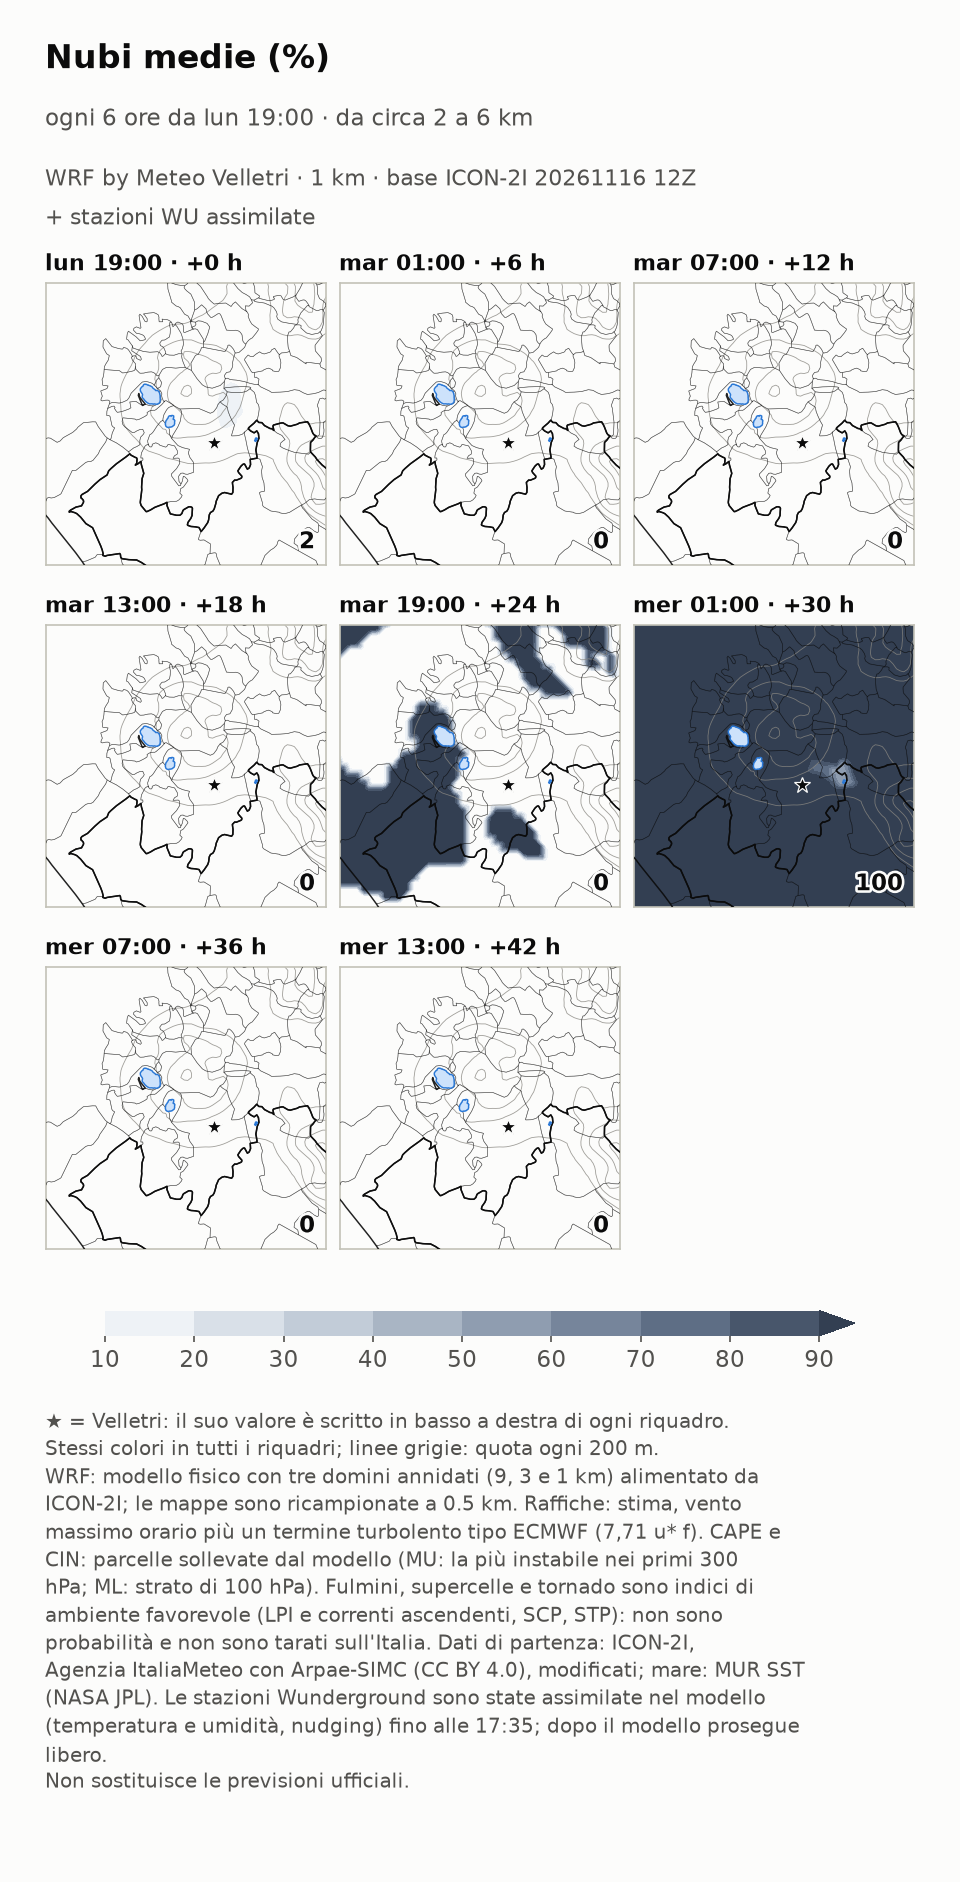 Nubi medie (%)
ogni 6 ore da lun 19:00 · da circa 2 a 6 km
WRF by Meteo Velletri · 1 km · base ICON-2I 20261116 12Z
+ stazioni WU assimilate
lun 19:00 · +0 h
mar 01:00 · +6 h
mar 07:00 · +12 h
2
0
0
mar 13:00 · +18 h
mar 19:00 · +24 h
mer 01:00 · +30 h
0
0
100
mer 07:00 · +36 h
mer 13:00 · +42 h
0
0
10 20 30 40 50 60 70 80 90
★ = Velletri: il suo valore è scritto in basso a destra di ogni riquadro.
Stessi colori in tutti i riquadri; linee grigie: quota ogni 200 m.
WRF: modello fisico con tre domini annidati (9, 3 e 1 km) alimentato da
ICON-2I; le mappe sono ricampionate a 0.5 km. Raffiche: stima, vento
massimo orario più un termine turbolento tipo ECMWF (7,71 u* f). CAPE e
CIN: parcelle sollevate dal modello (MU: la più instabile nei primi 300
hPa; ML: strato di 100 hPa). Fulmini, supercelle e tornado sono indici di
ambiente favorevole (LPI e correnti ascendenti, SCP, STP): non sono
probabilità e non sono tarati sull'Italia. Dati di partenza: ICON-2I,
Agenzia ItaliaMeteo con Arpae-SIMC (CC BY 4.0), modificati; mare: MUR SST
(NASA JPL). Le stazioni Wunderground sono state assimilate nel modello
(temperatura e umidità, nudging) fino alle 17:35; dopo il modello prosegue
libero.
Non sostituisce le previsioni ufficiali.